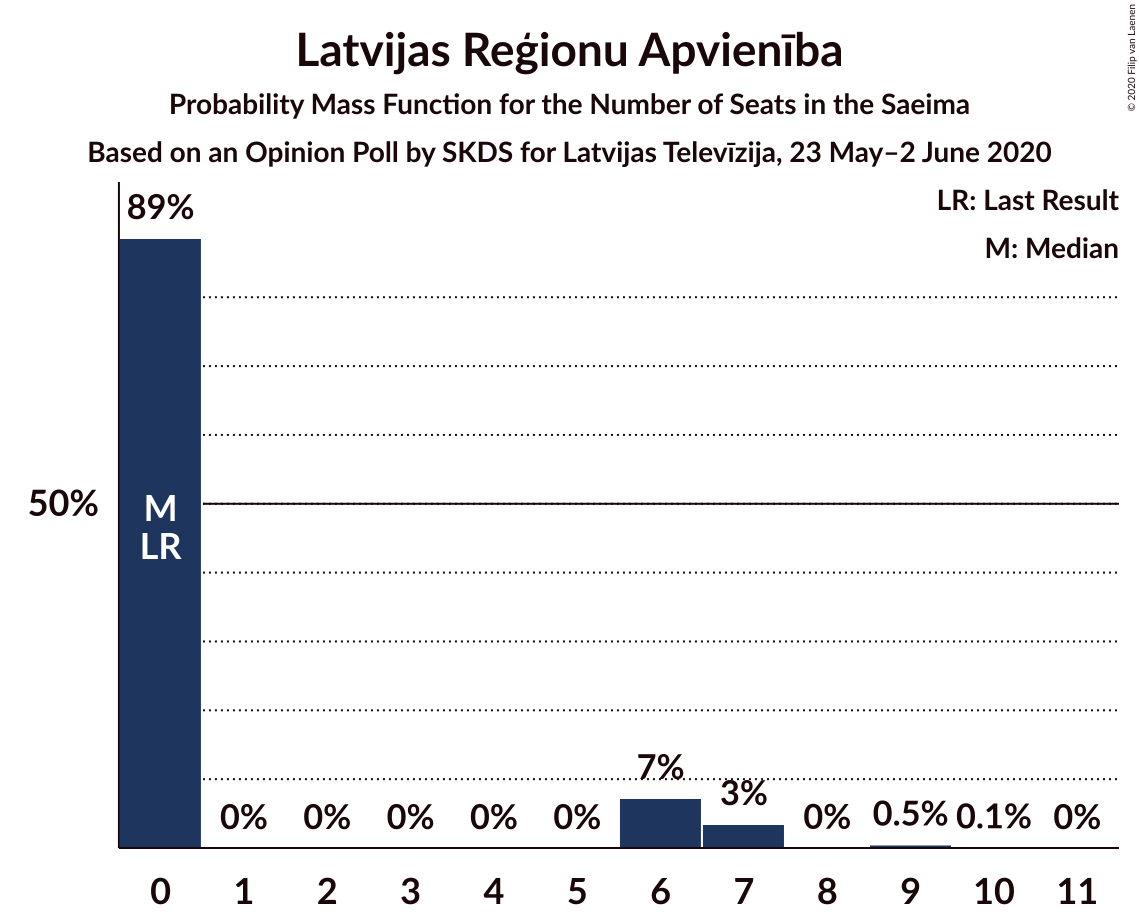 Latvijas Reģionu Apvienība
Probability Mass Function for the Number of Seats in the Saeima
Based on an Opinion Poll by SKDS for Latvijas Televīzija, 23 May–2 June 2020
© 2020 Filip van Laenen
LR: Last Result
M: Median
89%
50%
M
LR
0% 0% 0% 0% 0% 7% 3% 0% 0.5% 0.1% 0%
0 1 2 3 4 5 6 7 8 9 10 11